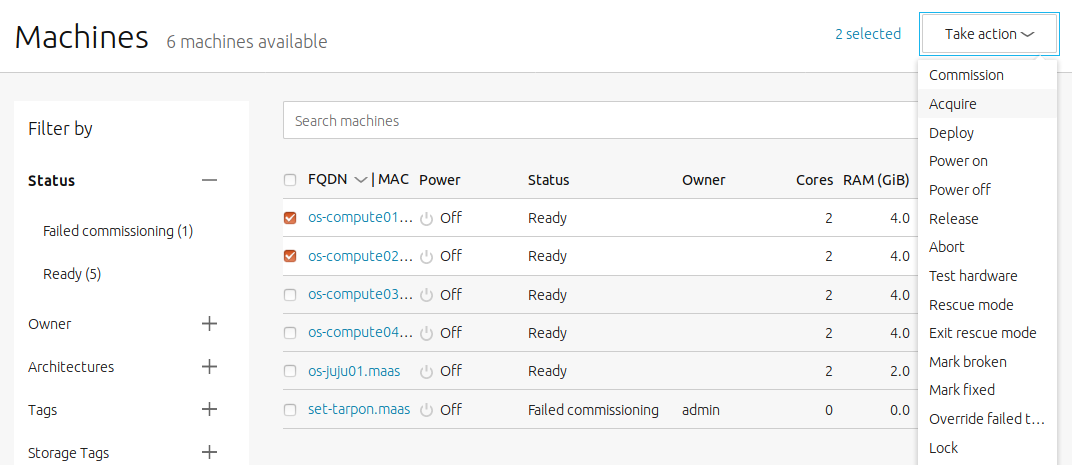 Machines 6 machines available 2 selected Take action
Filter by
Status
Failed commissioning (1)
Ready (5)
Owner
Architectures
Tags
Storage Tags
Search machines
FQDN | MAC Power Status Owner Cores RAM (GiB)
os-compute01... Off Ready 2 4.0
os-compute02... Off Ready 2 4.0
os-compute03... Off Ready 2 4.0
os-compute04... Off Ready 2 4.0
os-juju01.maas Off Ready 2 2.0
set-tarpon.maas Off Failed commissioning admin 0 0.0
Commission
Acquire
Deploy
Power on
Power off
Release
Abort
Test hardware
Rescue mode
Exit rescue mode
Mark broken
Mark fixed
Override failed t...
Lock